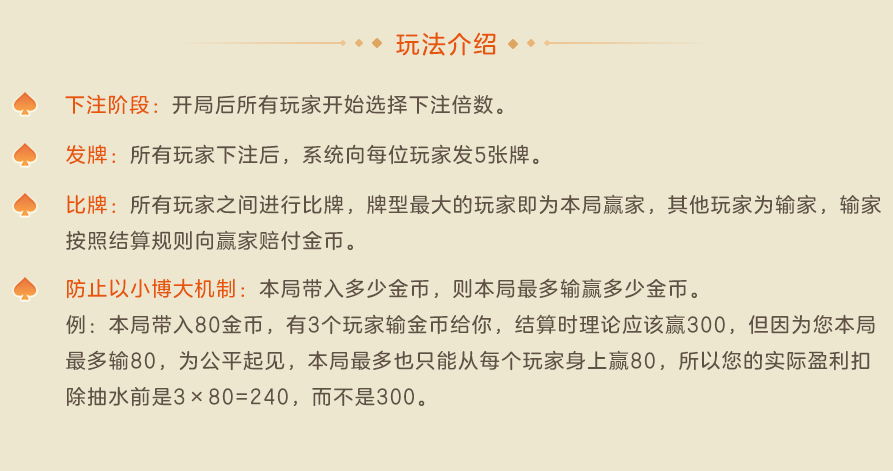 玩法介绍
下注阶段：开局后所有玩家开始选择下注倍数。
发牌：所有玩家下注后，系统向每位玩家发5张牌。
比牌：所有玩家之间进行比牌，牌型最大的玩家即为本局赢家，其他玩家为输家，输家
按照结算规则向赢家赔付金币。
防止以小博大机制：本局带入多少金币，则本局最多输赢多少金币。
例：本局带入80金币，有3个玩家输金币给你，结算时理论应该赢300，但因为您本局
最多输80，为公平起见，本局最多也只能从每个玩家身上赢80，所以您的实际盈利扣
除抽水前是3×80=240，而不是300。